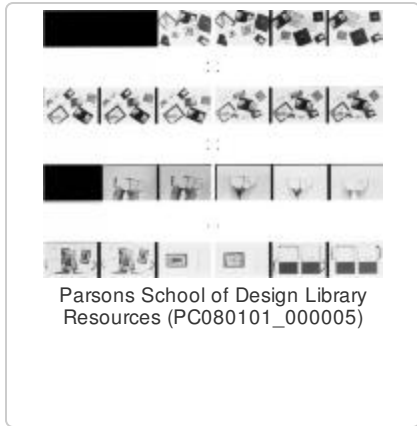 Parsons School of Design Library
Resources (PC080101_000005)